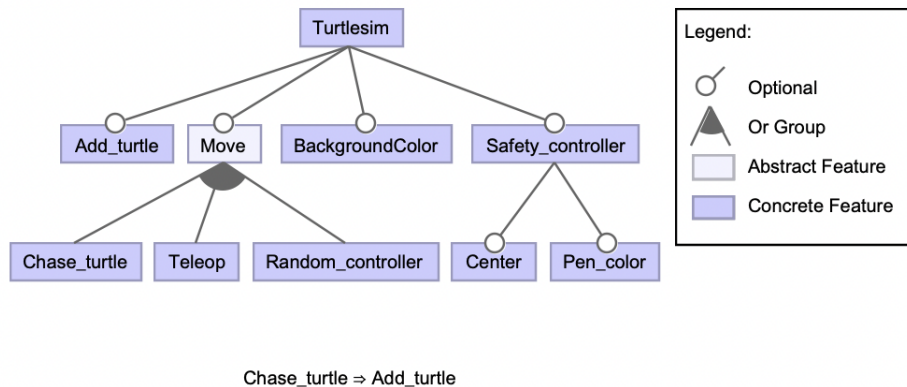 Turtlesim
Legend:
Optional
Or Group
Abstract Feature
Concrete Feature
Add_turtle
Move
BackgroundColor
Safety_controller
Chase_turtle
Teleop
Random_controller
Center
Pen_color
Chase_turtle ⇒ Add_turtle